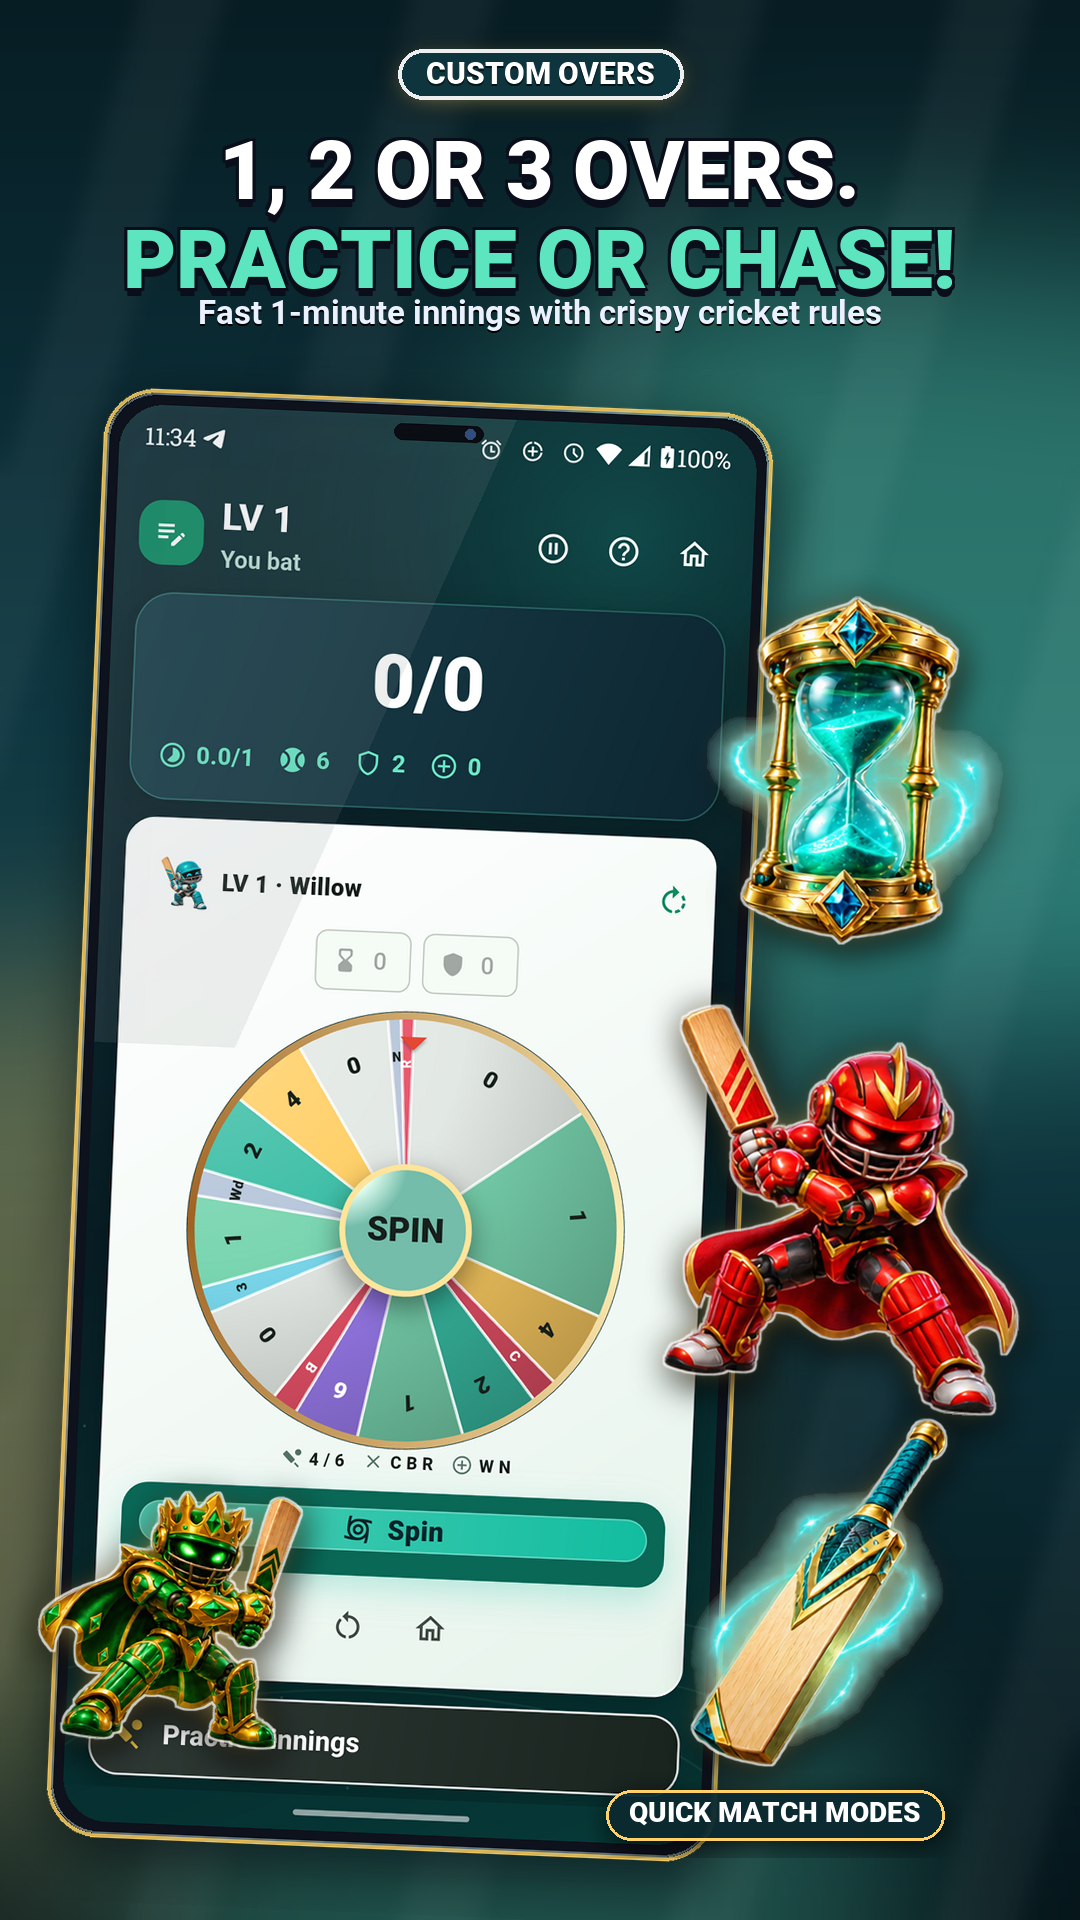 CUSTOM OVERS
1, 2 OR 3 OVERS.
PRACTICE OR CHASE!
Fast 1-minute innings with crispy cricket rules
11:34
100%
LV 1
You bat
0/0
0.0/1 6 2 0
LV 1 · Willow
0 0
0
N
R
0
4
2
Wd
1
3
0
B
6
1
2
C
4
1
SPIN
4/6 CBR WN
Spin
Innings
QUICK MATCH MODES